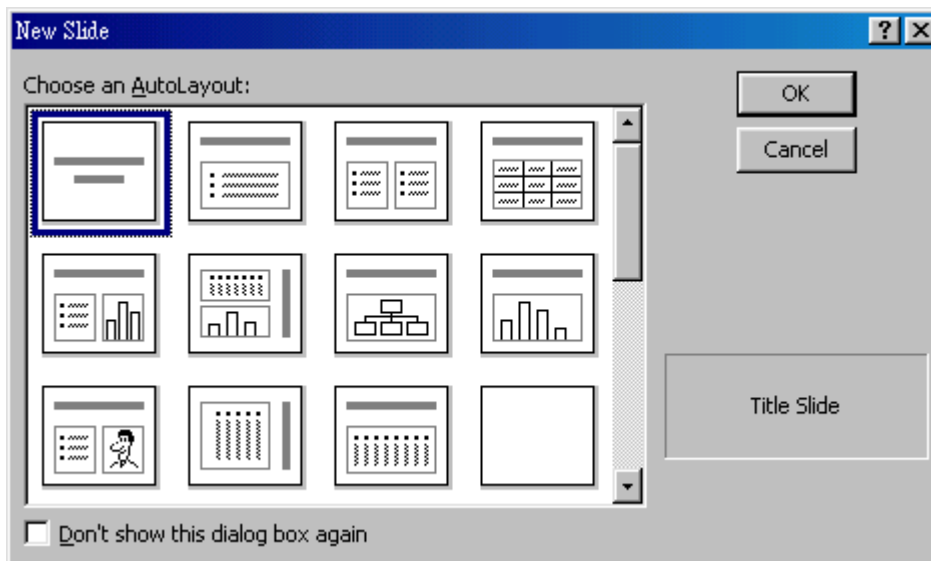 New Slide
Choose an AutoLayout:
OK
Cancel
Title Slide
Don't show this dialog box again